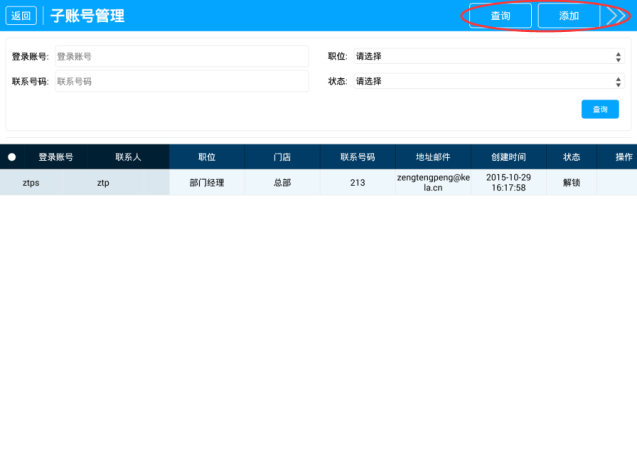 返回 子账号管理 查询 添加
登录账号: 登录账号 职位: 请选择
联系号码: 联系号码 状态: 请选择
查询
登录账号 联系人 职位 门店 联系号码 地址邮件 创建时间 状态 操作
ztps ztp 部门经理 总部 213 zengtengpeng@ke 2015-10-29 解锁
la.cn 16:17:58